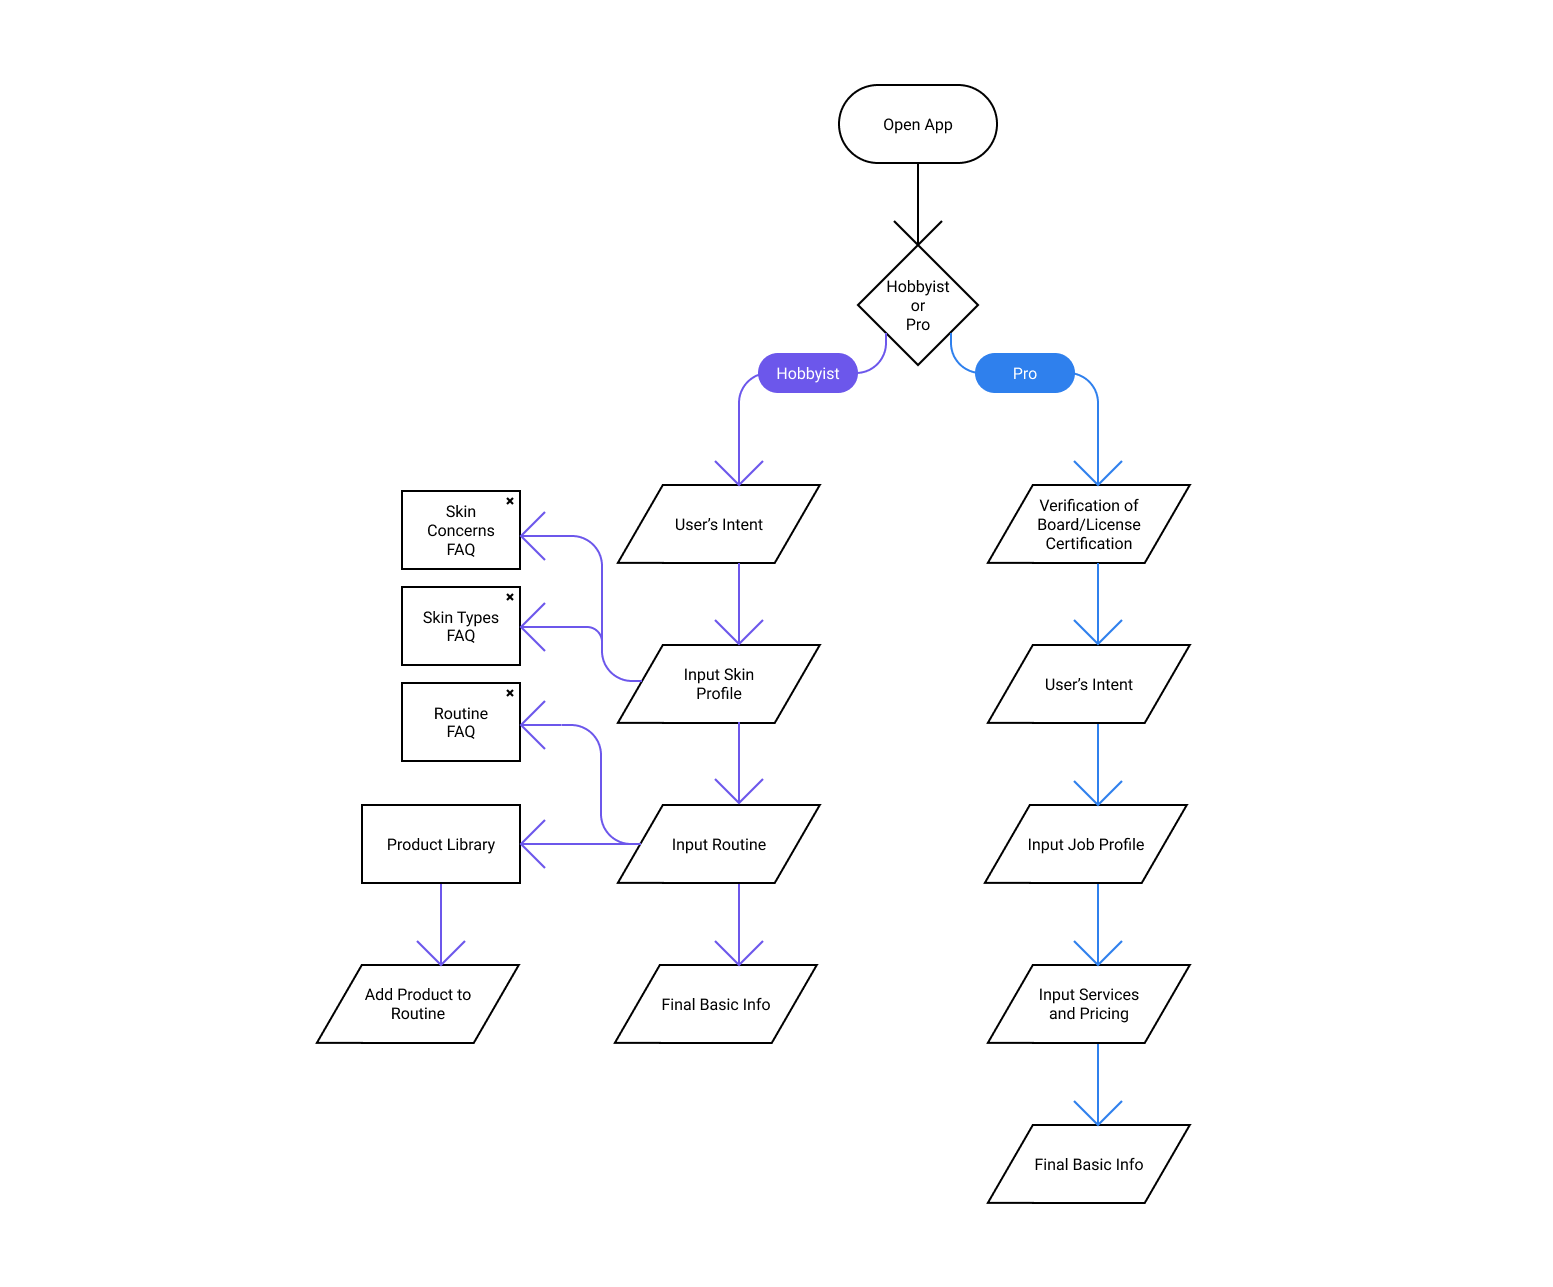 Open App
Hobbyist
or
Pro
Hobbyist
Pro
Skin
Concerns
FAQ
User’s Intent
Verification of
Board/License
Certification
Skin Types
FAQ
Input Skin
Profile
User’s Intent
Routine
FAQ
Product Library
Input Routine
Input Job Profile
Add Product to
Routine
Final Basic Info
Input Services
and Pricing
Final Basic Info